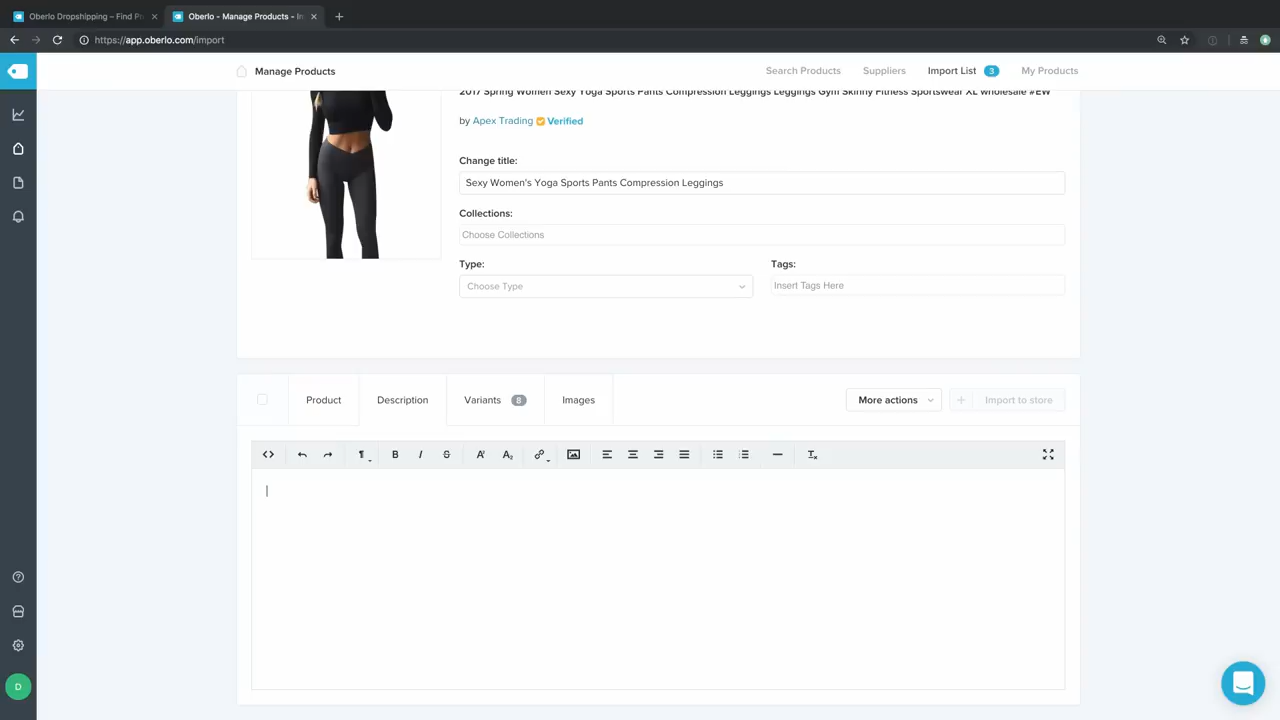 Oberlo Dropshipping – Find P
Oberlo - Manage Products - In
https://app.oberlo.com/import
Manage Products
Search Products
Suppliers
Import List 3
My Products
2017 Spring Women Sexy Yoga Sports Pants Compression Leggings Leggings Gym Skinny Fitness Sportswear XL wholesale #EW
by Apex Trading Verified
Change title:
Sexy Women's Yoga Sports Pants Compression Leggings
Collections:
Choose Collections
Type:
Tags:
Choose Type
Insert Tags Here
Product
Description
Variants 8
Images
More actions
Import to store
D